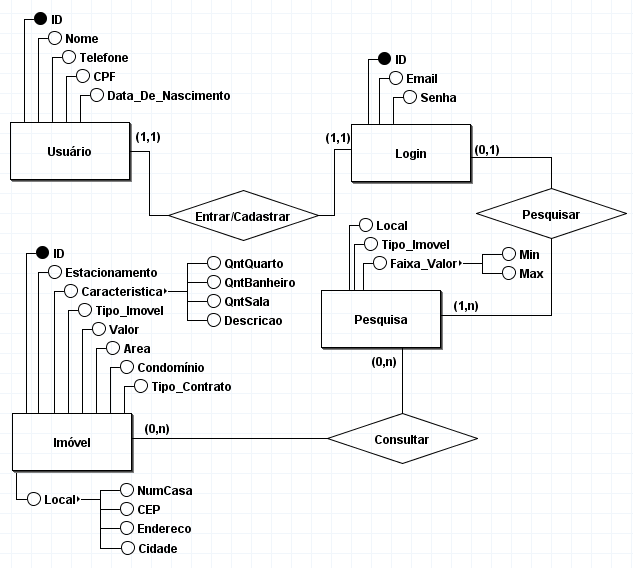 ID
Nome
Telefone
CPF
Data_De_Nascimento
Usuário
(1,1)
Entrar/Cadastrar
(1,1)
ID
Email
Senha
Login
(0,1)
Pesquisar
(1,n)
Local
Tipo_Imovel
Faixa_Valor
Min
Max
Pesquisa
(0,n)
Consultar
(0,n)
ID
Estacionamento
Caracteristica
QntQuarto
QntBanheiro
QntSala
Descricao
Tipo_Imovel
Valor
Area
Condomínio
Tipo_Contrato
Imóvel
Local
NumCasa
CEP
Endereco
Cidade